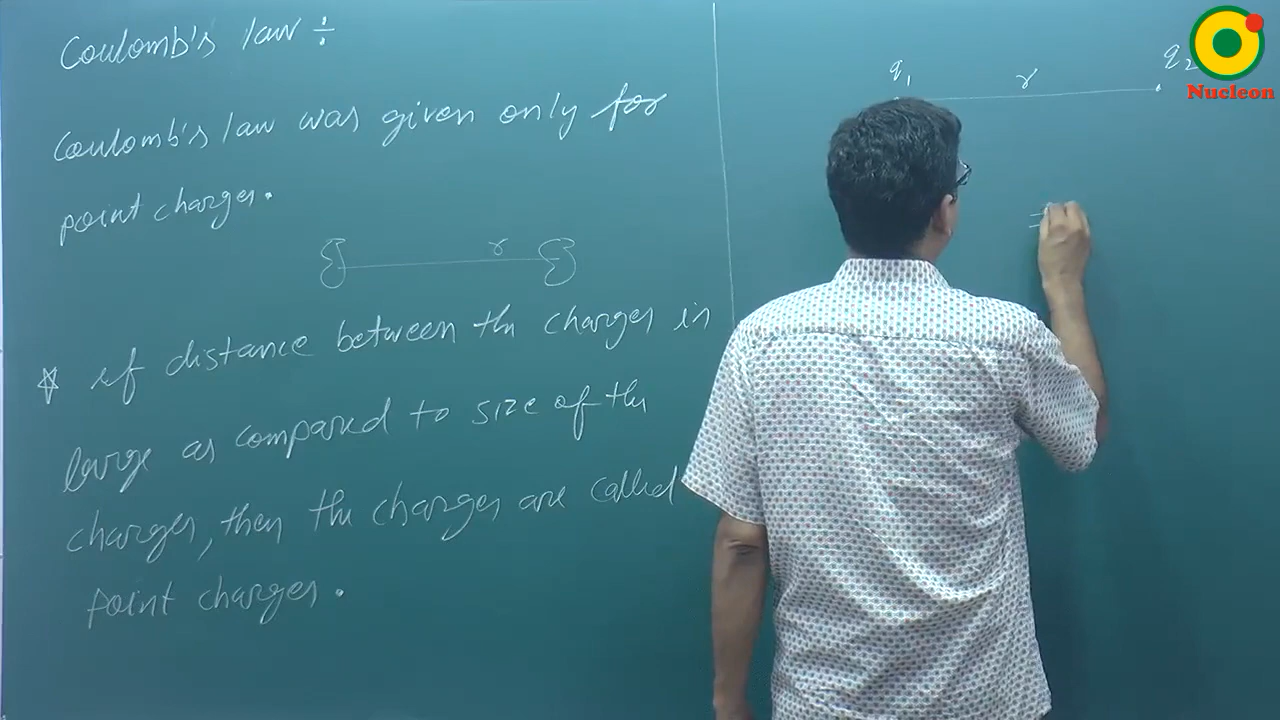 Coulomb's law ÷
Coulomb's law was given only for
point charges.
r
* if distance between the charges is
large as compared to size of the
charges, then the charges are called
point charges.
q1 r q2
=
Nucleon